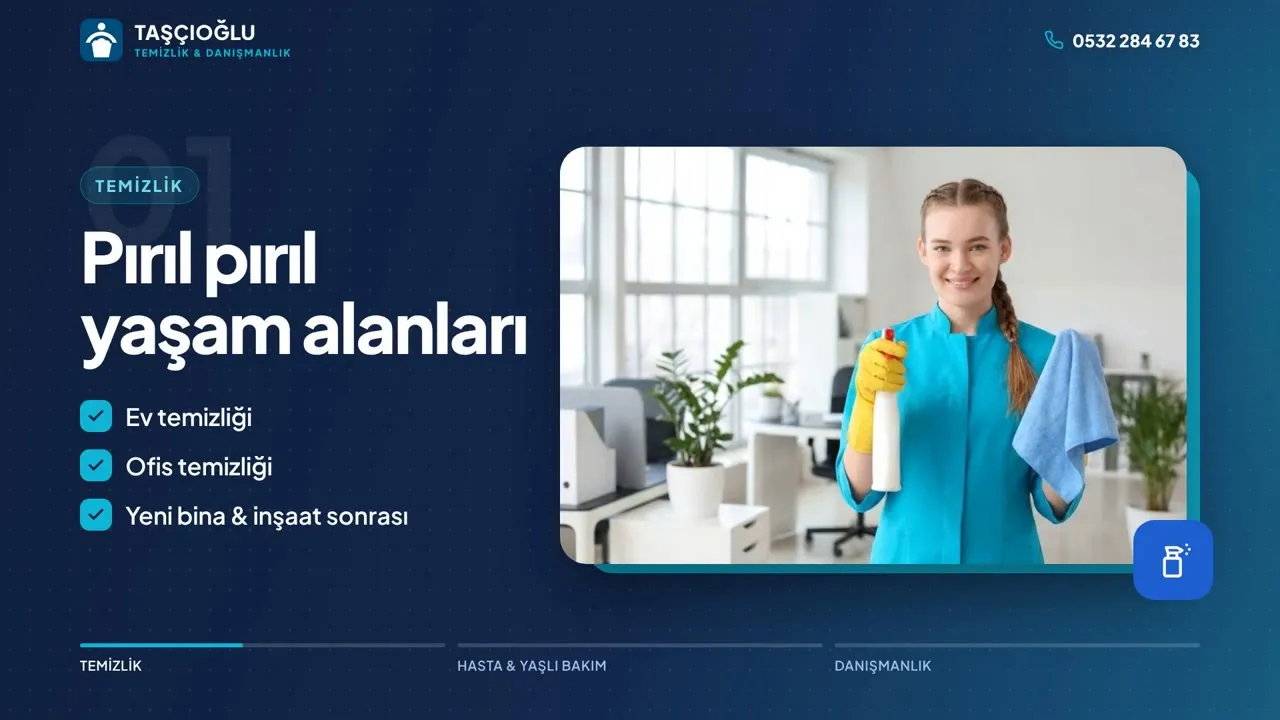 TAŞÇIOĞLU
TEMİZLİK & DANIŞMANLIK
0532 284 67 83
01
TEMİZLİK
Pırıl pırıl
yaşam alanları
Ev temizliği
Ofis temizliği
Yeni bina & inşaat sonrası
TEMİZLİK
HASTA & YAŞLI BAKIM
DANIŞMANLIK